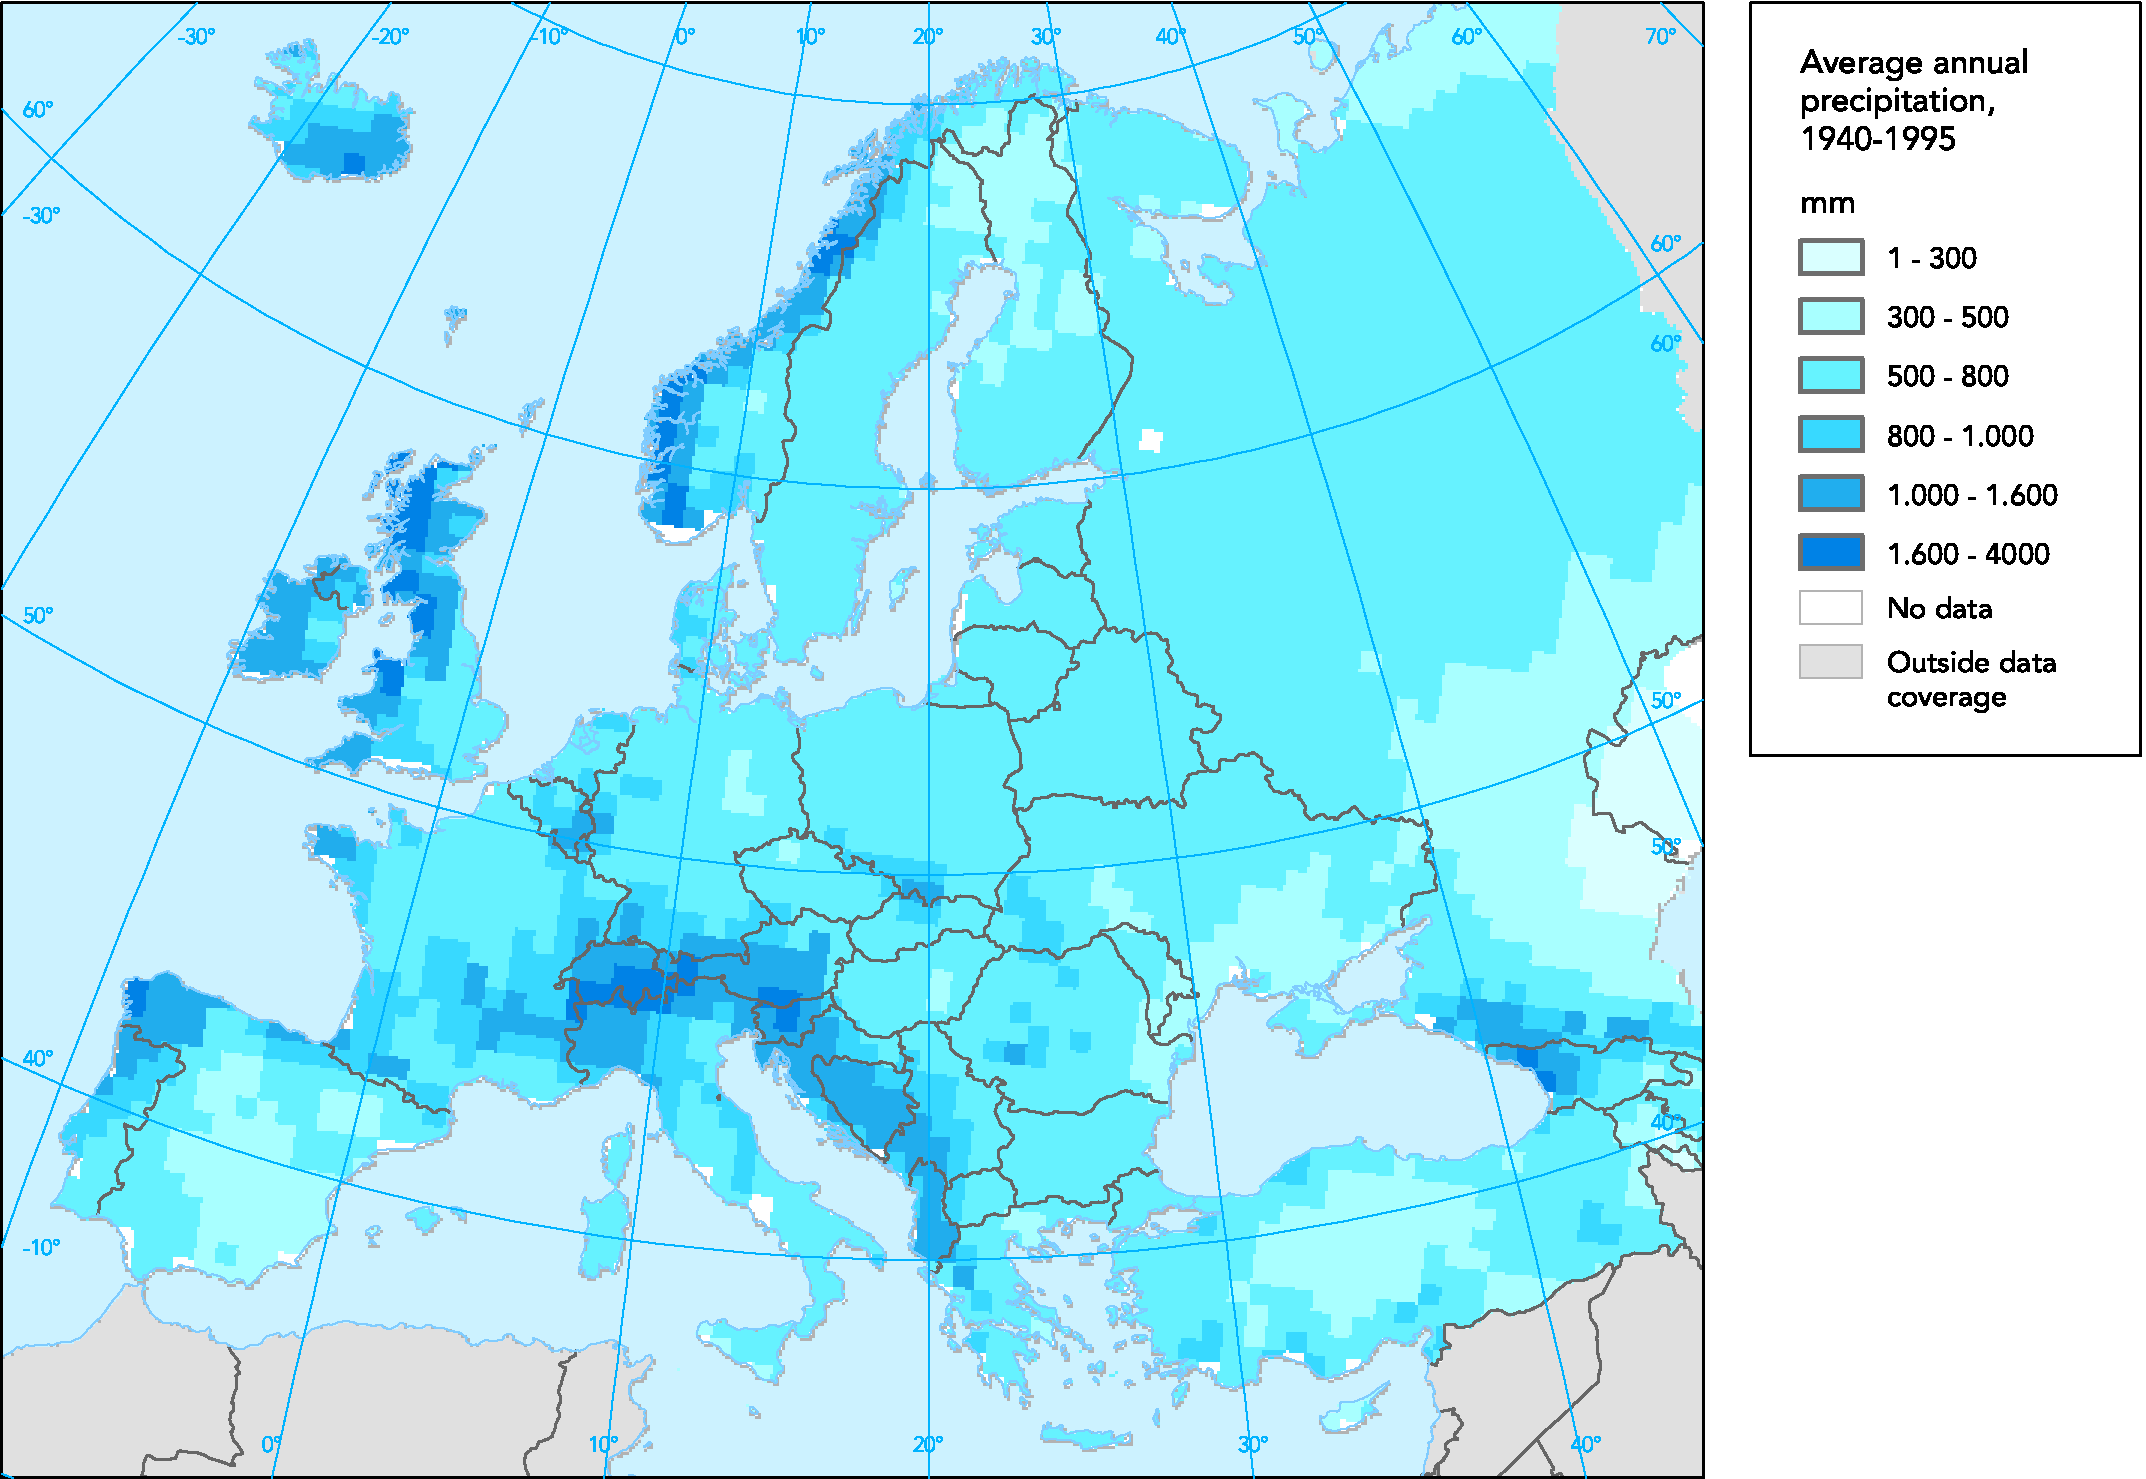 -30°
-20°
-10°
0°
10°
20°
30°
40°
50°
60°
70°
60°
-30°
50°
40°
-10°
60°
60°
50°
50°
40°
0°
10°
20°
30°
40°
Average annual
precipitation,
1940-1995
mm
1 - 300
300 - 500
500 - 800
800 - 1.000
1.000 - 1.600
1.600 - 4000
No data
Outside data
coverage